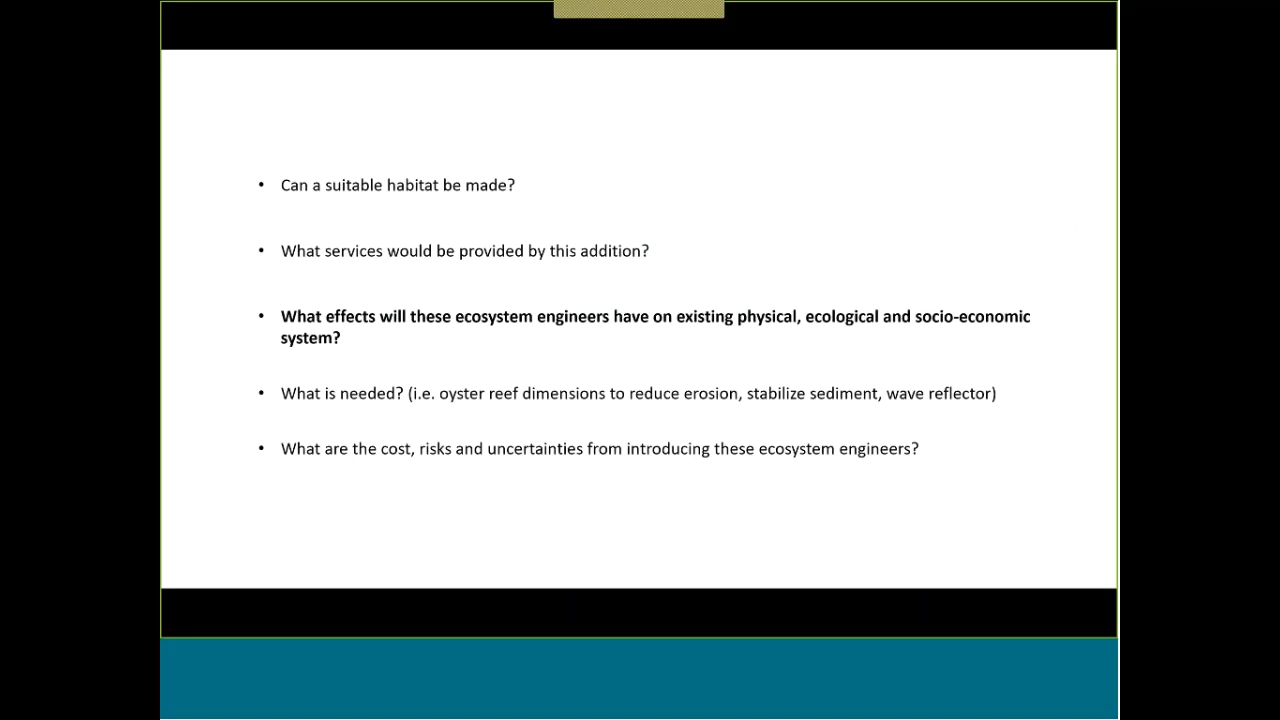 • Can a suitable habitat be made?
• What services would be provided by this addition?
• What effects will these ecosystem engineers have on existing physical, ecological and socio-economic
system?
• What is needed? (i.e. oyster reef dimensions to reduce erosion, stabilize sediment, wave reflector)
• What are the cost, risks and uncertainties from introducing these ecosystem engineers?